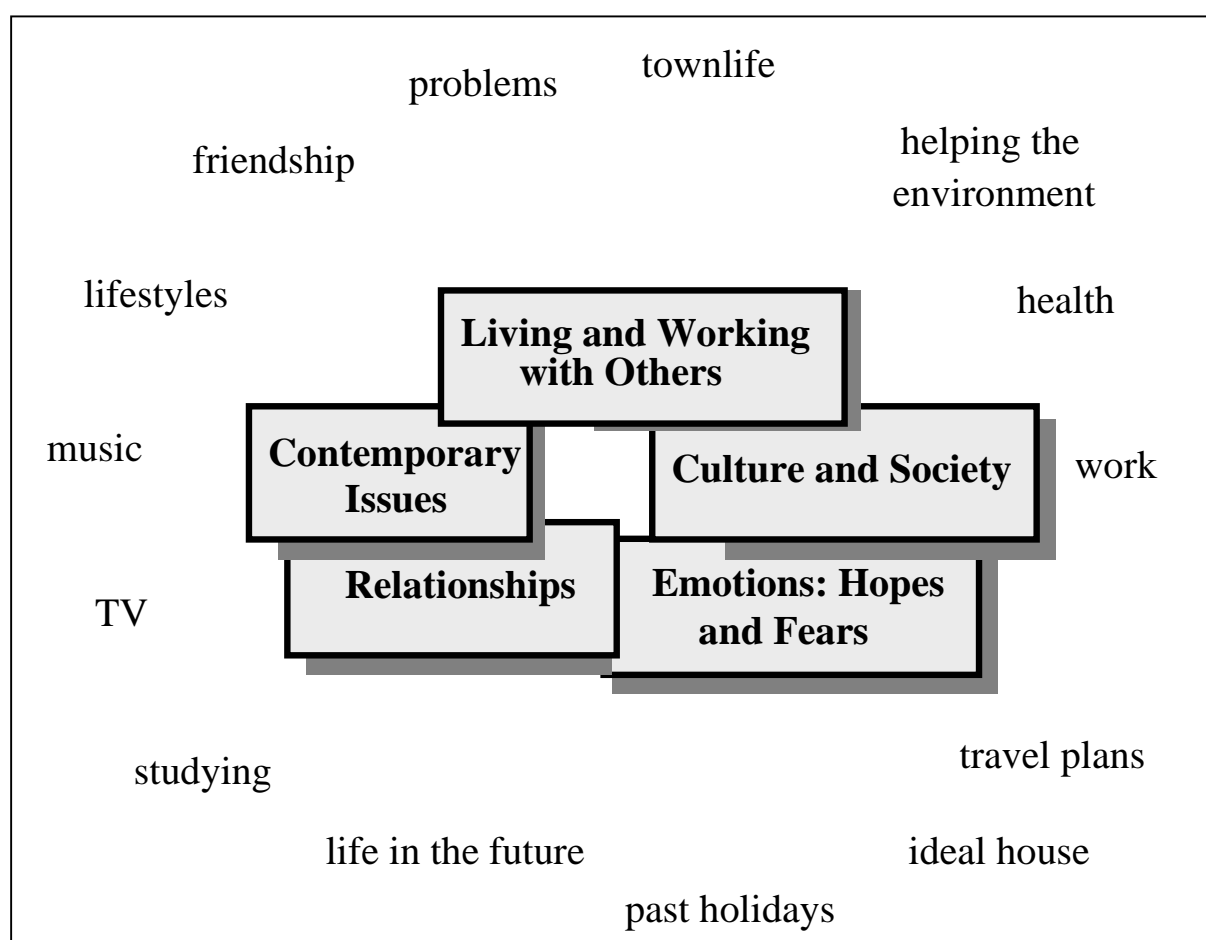 townlife
problems
helping the
environment
friendship
lifestyles
health
Living and Working
with Others
music
Contemporary
Issues
Culture and Society
work
Relationships
Emotions: Hopes
and Fears
TV
studying
travel plans
life in the future
ideal house
past holidays